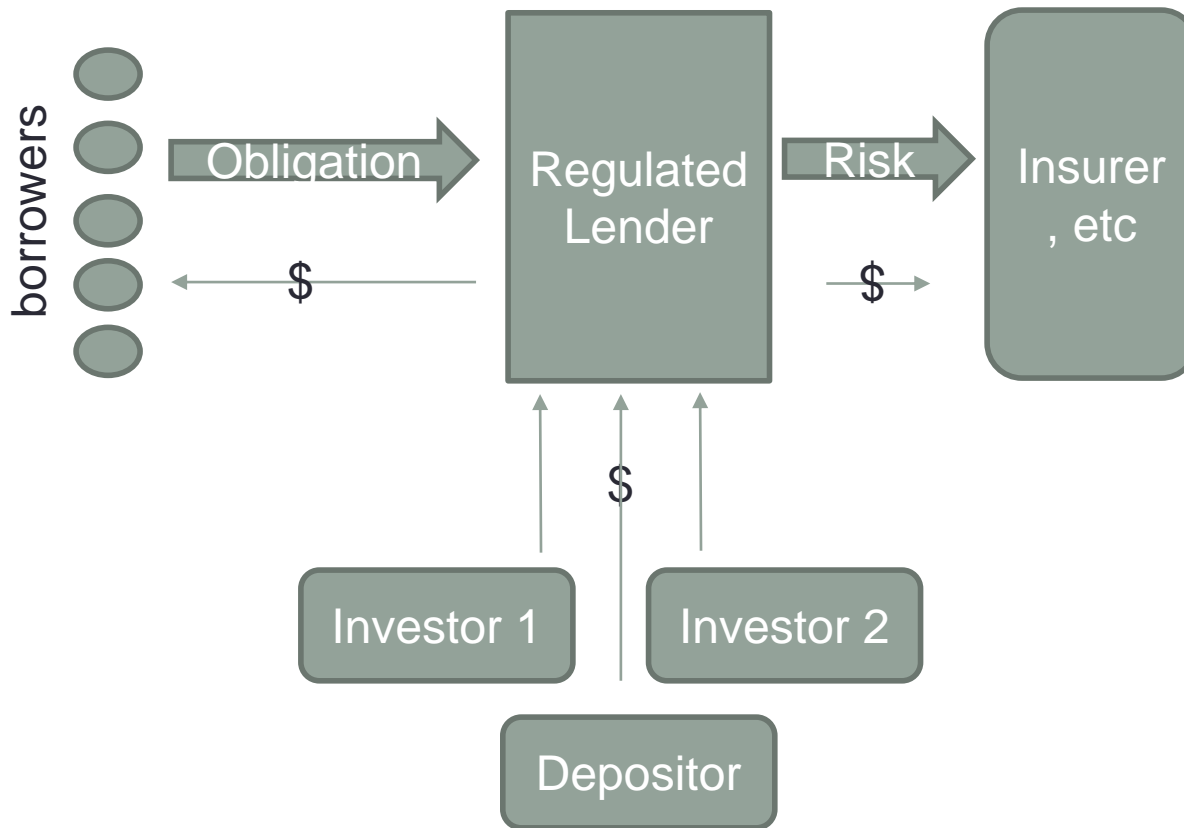 borrowers
Obligation
$
Regulated
Lender
Risk
$
Insurer
, etc
$
Investor 1
Investor 2
Depositor